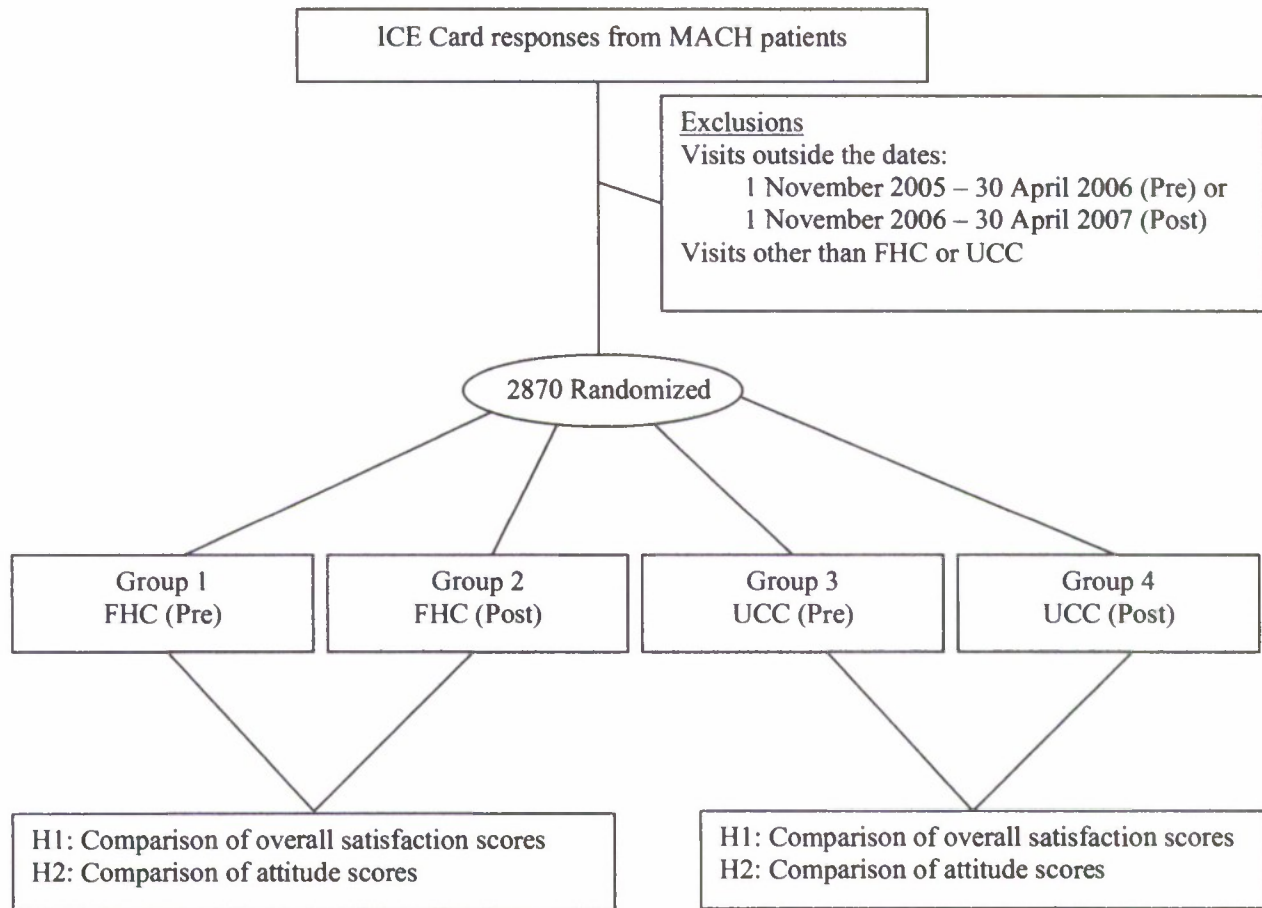 ICE Card responses from MACH patients
Exclusions
Visits outside the dates:
1 November 2005 – 30 April 2006 (Pre) or
1 November 2006 – 30 April 2007 (Post)
Visits other than FHC or UCC
2870 Randomized
Group 1
FHC (Pre)
Group 2
FHC (Post)
Group 3
UCC (Pre)
Group 4
UCC (Post)
H1: Comparison of overall satisfaction scores
H2: Comparison of attitude scores
H1: Comparison of overall satisfaction scores
H2: Comparison of attitude scores